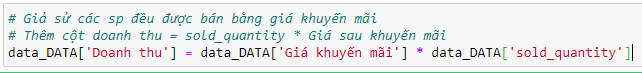 # Giả sử các sp đều được bán bằng giá khuyến mãi
# Thêm cột doanh thu = sold_quantity * Giá sau khuyến mãi
data_DATA['Doanh thu'] = data_DATA['Giá khuyến mãi'] * data_DATA['sold_quantity']